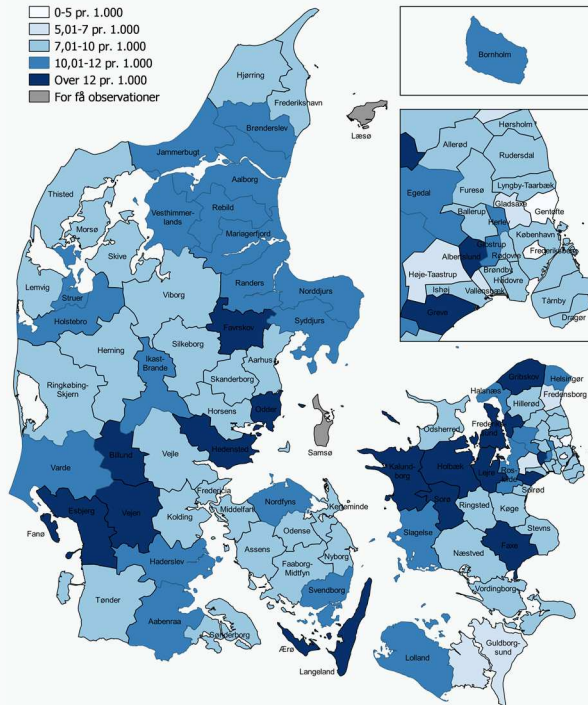 0-5 pr. 1.000
5,01-7 pr. 1.000
7,01-10 pr. 1.000
10,01-12 pr. 1.000
Over 12 pr. 1.000
For få observationer
Bornholm
Hjørring
Frederikshavn
Brønderslev
Læsø
Jammerbugt
Aalborg
Thisted
Vesthimmer-
lands
Rebild
Morsø
Mariagerfjord
Skive
Lemvig
Struer
Viborg
Randers
Norddjurs
Holstebro
Favrskov
Syddjurs
Herning
Silkeborg
Aarhus
Ikast-
Brande
Skanderborg
Ringkøbing-
Skjern
Horsens
Odder
Hedensted
Samsø
Varde
Billund
Vejle
Fredericia
Fanø
Esbjerg
Vejen
Kolding
Middelfart
Nordfyns
Kerteminde
Odense
Assens
Nyborg
Faaborg-
Midtfyn
Haderslev
Svendborg
Tønder
Aabenraa
Sønderborg
Ærø
Langeland
Hørsholm
Allerød
Rudersdal
Egedal
Furesø
Lyngby-Taarbæk
Gladsaxe
Ballerup
Gentofte
Herlev
København
Glostrup
Rødovre
Frederiksberg
Albertslund
Høje-Taastrup
Brøndby
Hvidovre
Ishøj
Vallensbæk
Tårnby
Greve
Dragør
Gribskov
Helsingør
Halsnæs
Hillerød
Fredensborg
Odsherred
Kalund-
borg
Holbæk
Lejre
Ros-
Solrød
Sorø
Ringsted
Køge
Slagelse
Stevns
Næstved
Faxe
Vordingborg
Lolland
Guldborg-
sund